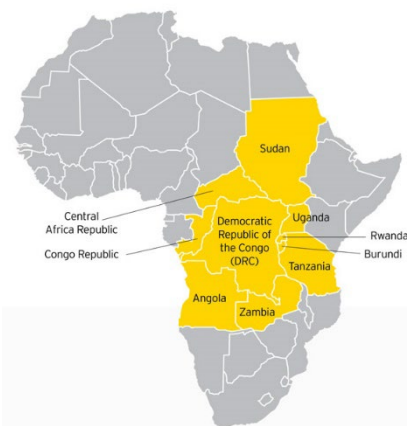 Sudan
Central
Africa Republic
Uganda
Democratic
Republic of
the Congo
(DRC)
Rwanda
Congo Republic
Burundi
Tanzania
Angola
Zambia